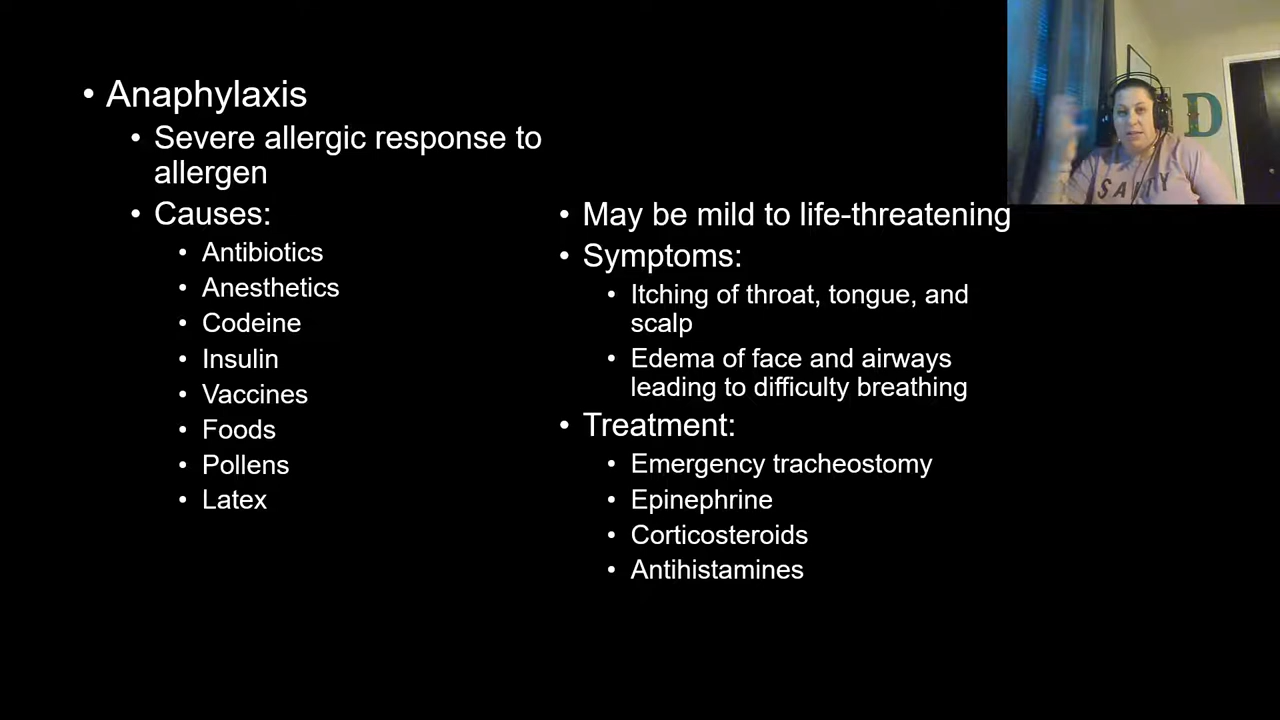 Anaphylaxis
Severe allergic response to
allergen
Causes:
Antibiotics
Anesthetics
Codeine
Insulin
Vaccines
Foods
Pollens
Latex
May be mild to life-threatening
Symptoms:
Itching of throat, tongue, and
scalp
Edema of face and airways
leading to difficulty breathing
Treatment:
Emergency tracheostomy
Epinephrine
Corticosteroids
Antihistamines
D
SALTY